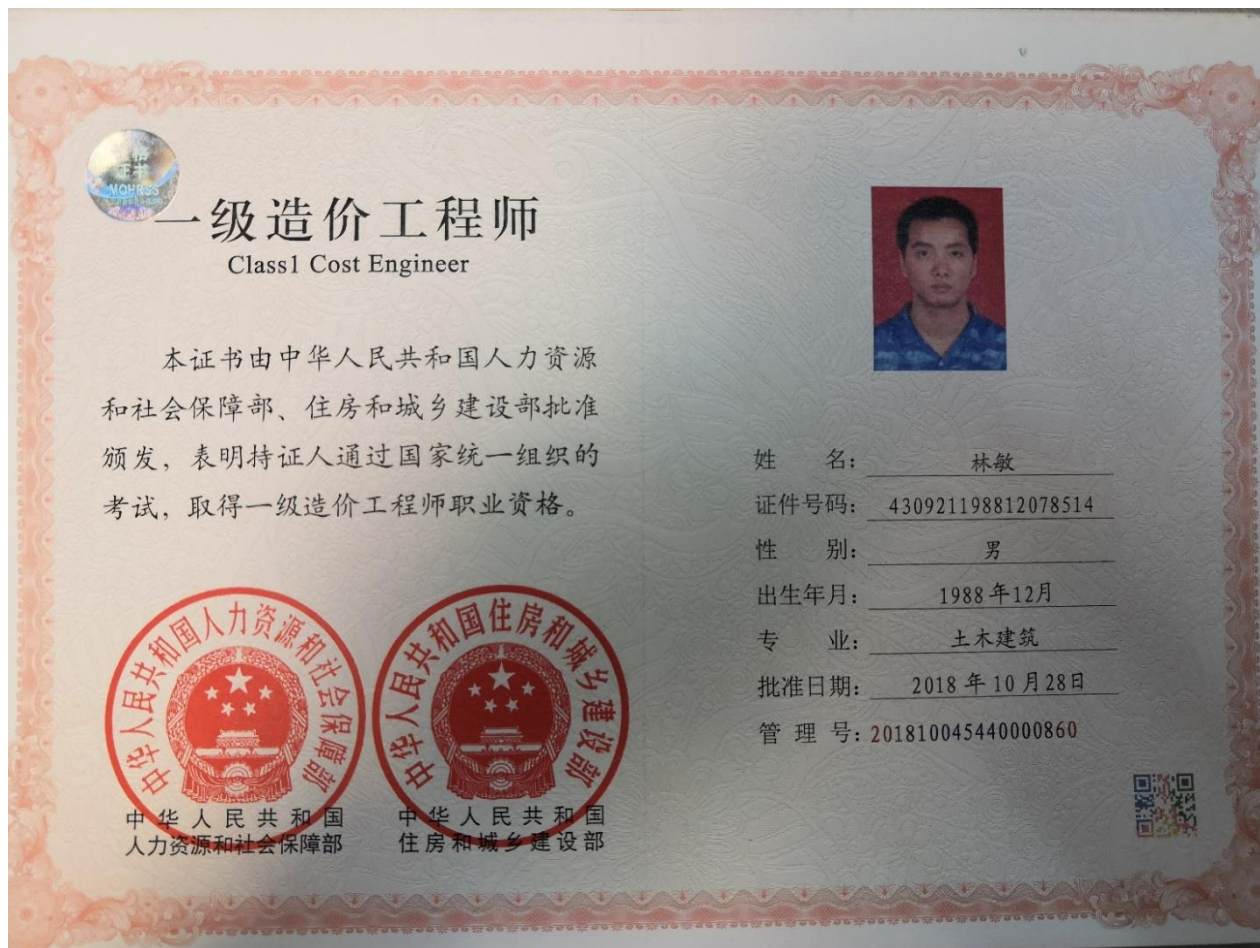 证书
MOHRSS
一级造价工程师
Class1 Cost Engineer
本证书由中华人民共和国人力资源
和社会保障部、住房和城乡建设部批准
颁发，表明持证人通过国家统一组织的
考试，取得一级造价工程师职业资格。
姓名：林敏
证件号码：430921198812078514
性别：男
出生年月：1988年12月
专业：土木建筑
批准日期：2018年10月28日
管理号：201810045440000860
中华人民共和国人力资源和社会保障部
中华人民共和国住房和城乡建设部
中华人民共和国
人力资源和社会保障部
中华人民共和国
住房和城乡建设部